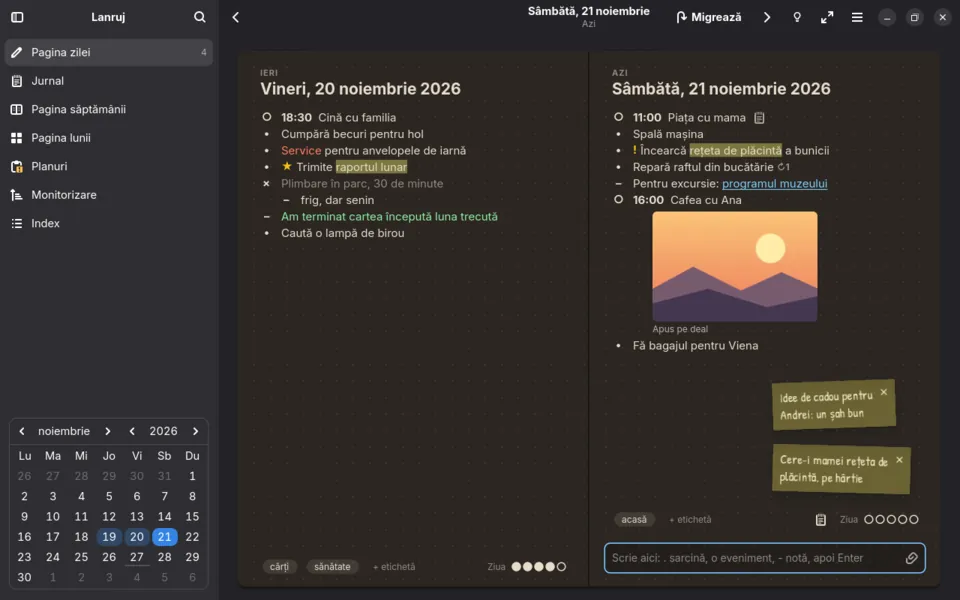 Lanruj
Pagina zilei 4
Jurnal
Pagina săptămânii
Pagina lunii
Planuri
Monitorizare
Index
noiembrie 2026
Lu Ma Mi Jo Vi Sb Du
26 27 28 29 30 31 1
2 3 4 5 6 7 8
9 10 11 12 13 14 15
16 17 18 19 20 21 22
23 24 25 26 27 28 29
30 1 2 3 4 5 6
Sâmbătă, 21 noiembrie
Azi
Migrează
IERI
Vineri, 20 noiembrie 2026
18:30 Cină cu familia
• Cumpără becuri pentru hol
• Service pentru anvelopele de iarnă
• ★ Trimite raportul lunar
× Plimbare în parc, 30 de minute
– frig, dar senin
– Am terminat cartea începută luna trecută
• Caută o lampă de birou
cărți sănătate + etichetă Ziua
AZI
Sâmbătă, 21 noiembrie 2026
11:00 Piața cu mama
• Spală mașina
• ! Încearcă rețeta de plăcintă a bunicii
• Repară raftul din bucătărie ↻1
– Pentru excursie: programul muzeului
16:00 Cafea cu Ana
Apus pe deal
• Fă bagajul pentru Viena
Idee de cadou pentru ×
Andrei: un șah bun
Cere-i mamei rețeta de ×
plăcintă, pe hârtie
acasă + etichetă Ziua
Scrie aici: . sarcină, o eveniment, - notă, apoi Enter